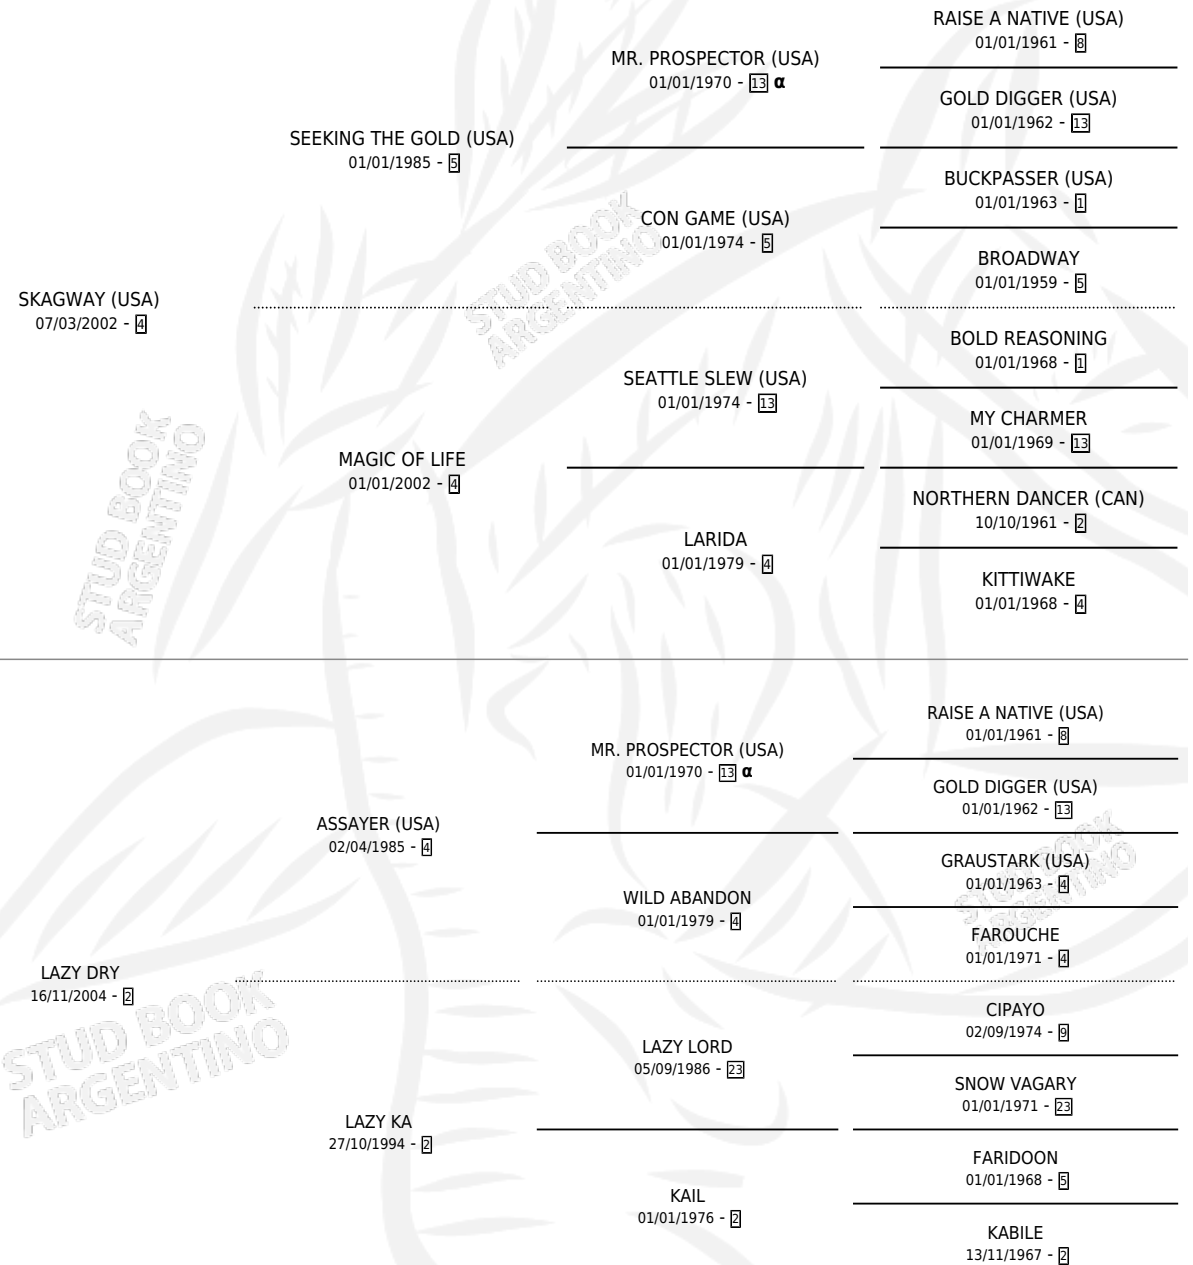 RAISE A NATIVE (USA)
01/01/1961 - 8
MR. PROSPECTOR (USA)
01/01/1970 - 13 α
GOLD DIGGER (USA)
01/01/1962 - 13
SEEKING THE GOLD (USA)
01/01/1985 - 5
BUCKPASSER (USA)
01/01/1963 - 1
CON GAME (USA)
01/01/1974 - 5
BROADWAY
01/01/1959 - 5
SKAGWAY (USA)
07/03/2002 - 4
BOLD REASONING
01/01/1968 - 1
SEATTLE SLEW (USA)
01/01/1974 - 13
MY CHARMER
01/01/1969 - 13
MAGIC OF LIFE
01/01/2002 - 4
NORTHERN DANCER (CAN)
10/10/1961 - 2
LARIDA
01/01/1979 - 4
KITTIWAKE
01/01/1968 - 4
RAISE A NATIVE (USA)
01/01/1961 - 8
MR. PROSPECTOR (USA)
01/01/1970 - 13 α
GOLD DIGGER (USA)
01/01/1962 - 13
ASSAYER (USA)
02/04/1985 - 4
GRAUSTARK (USA)
01/01/1963 - 4
WILD ABANDON
01/01/1979 - 4
FAROUCHE
01/01/1971 - 4
LAZY DRY
16/11/2004 - 2
CIPAYO
02/09/1974 - 9
LAZY LORD
05/09/1986 - 23
SNOW VAGARY
01/01/1971 - 23
LAZY KA
27/10/1994 - 2
FARIDOON
01/01/1968 - 5
KAIL
01/01/1976 - 2
KABILE
13/11/1967 - 2
STUD BOOK
ARGENTINO
STUD BOOK
ARGENTINO
STUD BOOK
ARGENTINO
STUD BOOK
ARGENTINO